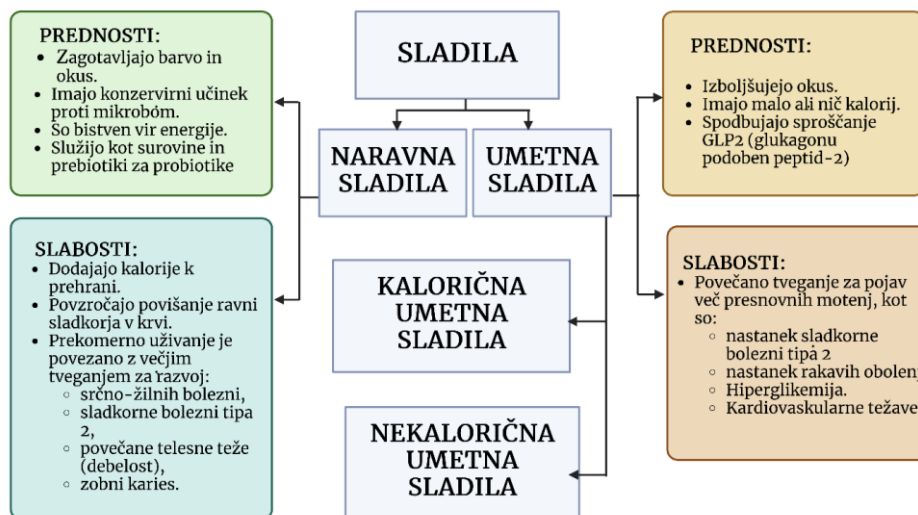 SLADILA
NARAVNA
SLADILA
UMETNA
SLADILA
PREDNOSTI:
Zagotavljajo barvo in
okus.
Imajo konzervirni učinek
proti mikrobom.
So bistven vir energije.
Služijo kot surovine in
prebiotiki za probiotike
SLABOSTI:
Dodajajo kalorije k
prehrani.
Povzročajo povišanje ravni
sladkorja v krvi.
Prekomerno uživanje je
povezano z večjim
tveganjem za razvoj:
srčno-žilnih bolezni,
sladkorne bolezni tipa
2,
povečane telesne teže
(debelost),
zobni karies.
KALORIČNA
UMETNA
SLADILA
NEKALORIČNA
UMETNA
SLADILA
PREDNOSTI:
Izboljšujejo okus.
Imajo malo ali nič kalorij.
Spodbujajo sproščanje
GLP2 (glukagonu
podoben peptid-2)
SLABOSTI:
Povečano tveganje za pojav
več presnovnih motenj, kot
so:
nastanek sladkorne
bolezni tipa 2
nastanek rakavih obolenj
Hiperglikemija.
Kardiovaskularne težave